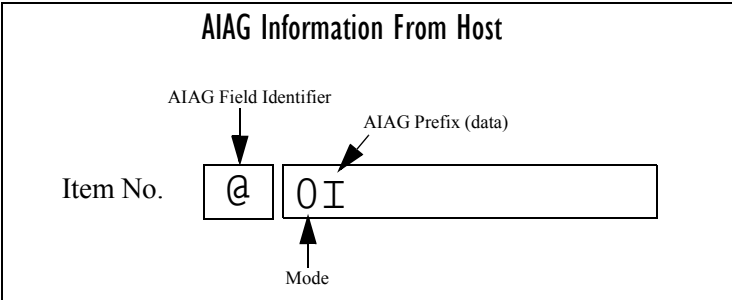 AIAG Information From Host
AIAG Field Identifier
AIAG Prefix (data)
Item No. @ 0I
Mode